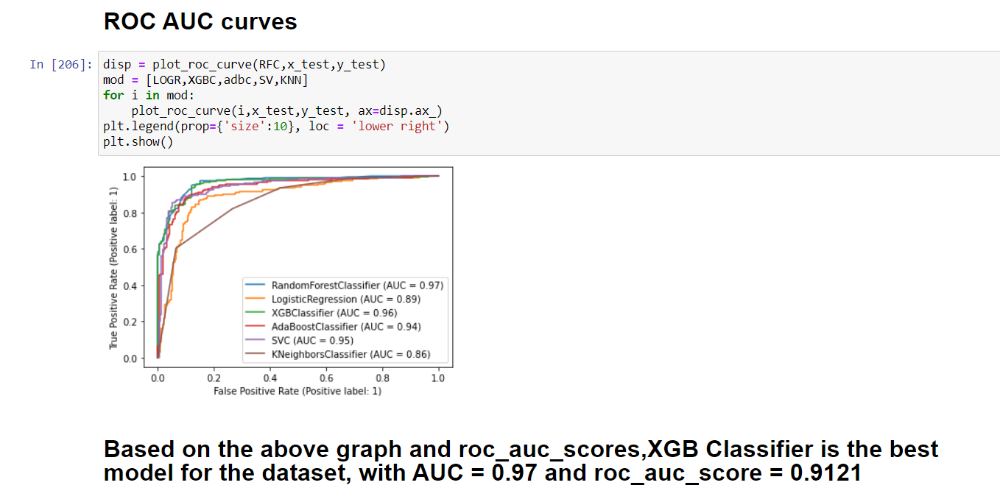 ROC AUC curves
In [206]: disp = plot_roc_curve(RFC,x_test,y_test)
mod = [LOGR,XGBC,adbc,SV,KNN]
for i in mod:
    plot_roc_curve(i,x_test,y_test, ax=disp.ax_)
plt.legend(prop={'size':10}, loc = 'lower right')
plt.show()
True Positive Rate (Positive label: 1)
1.0
0.8
0.6
0.4
0.2
0.0
RandomForestClassifier (AUC = 0.97)
LogisticRegression (AUC = 0.89)
XGBClassifier (AUC = 0.96)
AdaBoostClassifier (AUC = 0.94)
SVC (AUC = 0.95)
KNeighborsClassifier (AUC = 0.86)
0.0 0.2 0.4 0.6 0.8 1.0
False Positive Rate (Positive label: 1)
Based on the above graph and roc_auc_scores,XGB Classifier is the best
model for the dataset, with AUC = 0.97 and roc_auc_score = 0.9121